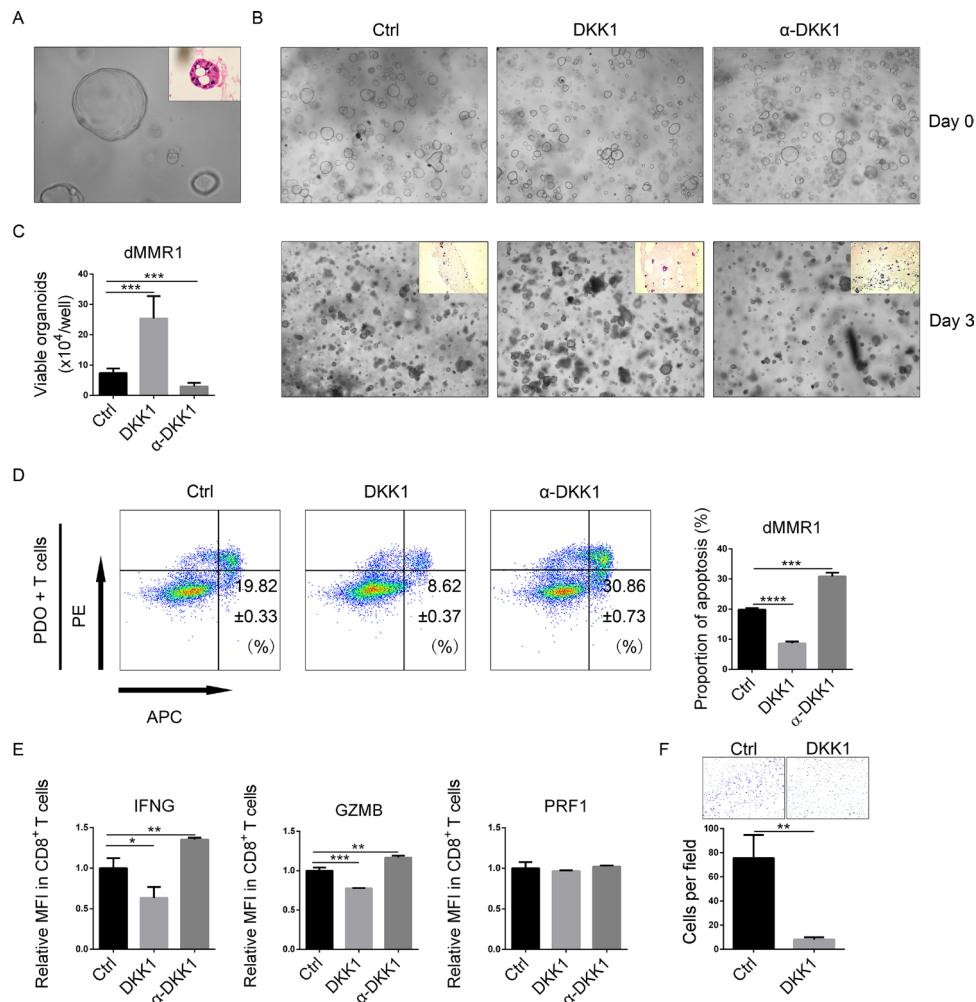 A
B
Ctrl
DKK1
α-DKK1
Day 0
Day 3
C
dMMR1
Viable organoids
(x10⁴/well)
40
30
20
10
0
***
***
Ctrl
DKK1
α-DKK1
D
PDO + T cells
PE
APC
Ctrl
DKK1
α-DKK1
19.82
±0.33
(%)
8.62
±0.37
(%)
30.86
±0.73
(%)
dMMR1
Proportion of apoptosis (%)
40
30
20
10
0
***
****
Ctrl
DKK1
α-DKK1
E
IFNG
Relative MFI in CD8⁺ T cells
1.5
1.0
0.5
0.0
**
*
Ctrl
DKK1
α-DKK1
GZMB
Relative MFI in CD8⁺ T cells
1.5
1.0
0.5
0.0
**
***
Ctrl
DKK1
α-DKK1
PRF1
Relative MFI in CD8⁺ T cells
1.5
1.0
0.5
0.0
Ctrl
DKK1
α-DKK1
F
Ctrl
DKK1
Cells per field
100
80
60
40
20
0
**
Ctrl
DKK1